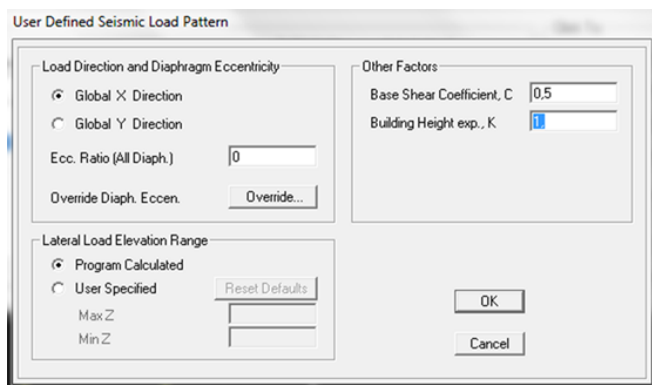 User Defined Seismic Load Pattern
Load Direction and Diaphragm Eccentricity
Global X Direction
Global Y Direction
Ecc. Ratio (All Diaph.) 0
Override Diaph. Eccen. Override...
Other Factors
Base Shear Coefficient, C 0,5
Building Height exp., K 1,
Lateral Load Elevation Range
Program Calculated
User Specified Reset Defaults
Max Z
Min Z
OK
Cancel